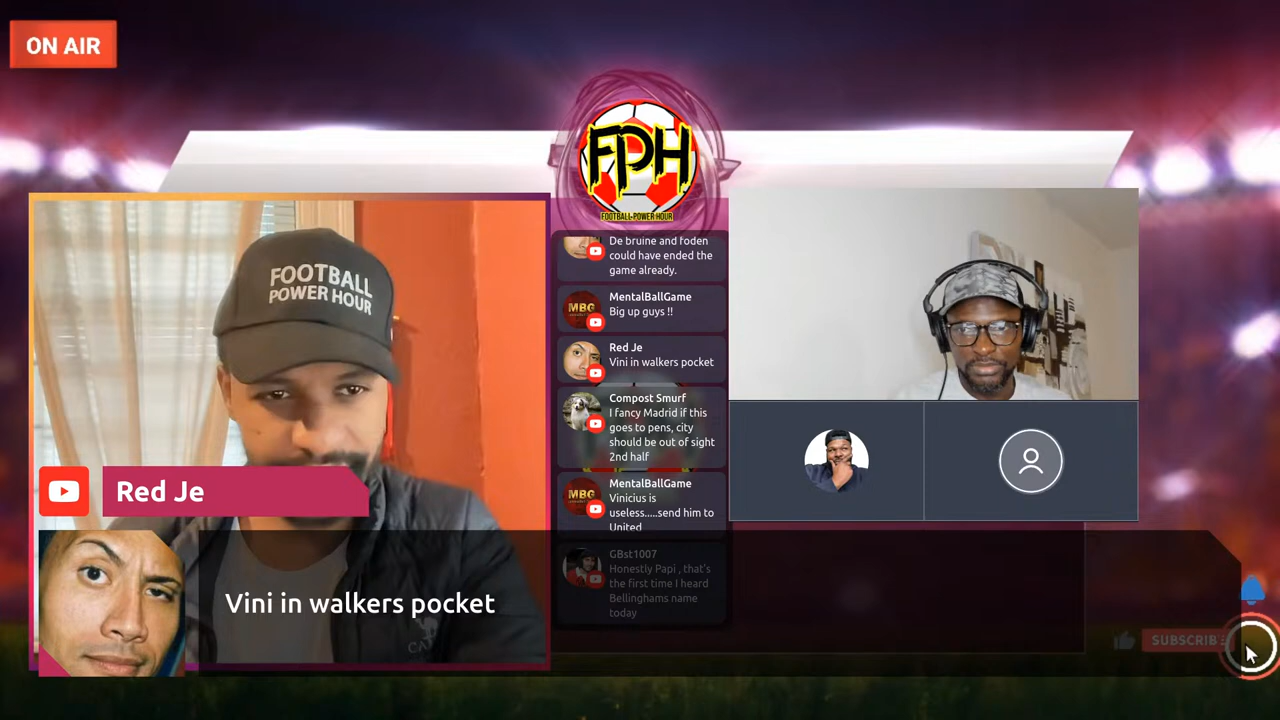 ON AIR
FPH
FOOTBALL POWER HOUR
FOOTBALL
POWER HOUR
De bruine and foden
could have ended the
game already.
MentalBallGame
MBG
Big up guys !!
Red Je
Vini in walkers pocket
Compost Smurf
I fancy Madrid if this
goes to pens, city
should be out of sight
2nd half
MentalBallGame
MBG
Vinicius is
useless.....send him to
United
GBst1007
Honestly Papi , that's
the first time I heard
Bellinghams name
today
Red Je
Vini in walkers pocket
CA
SUBSCRIBE